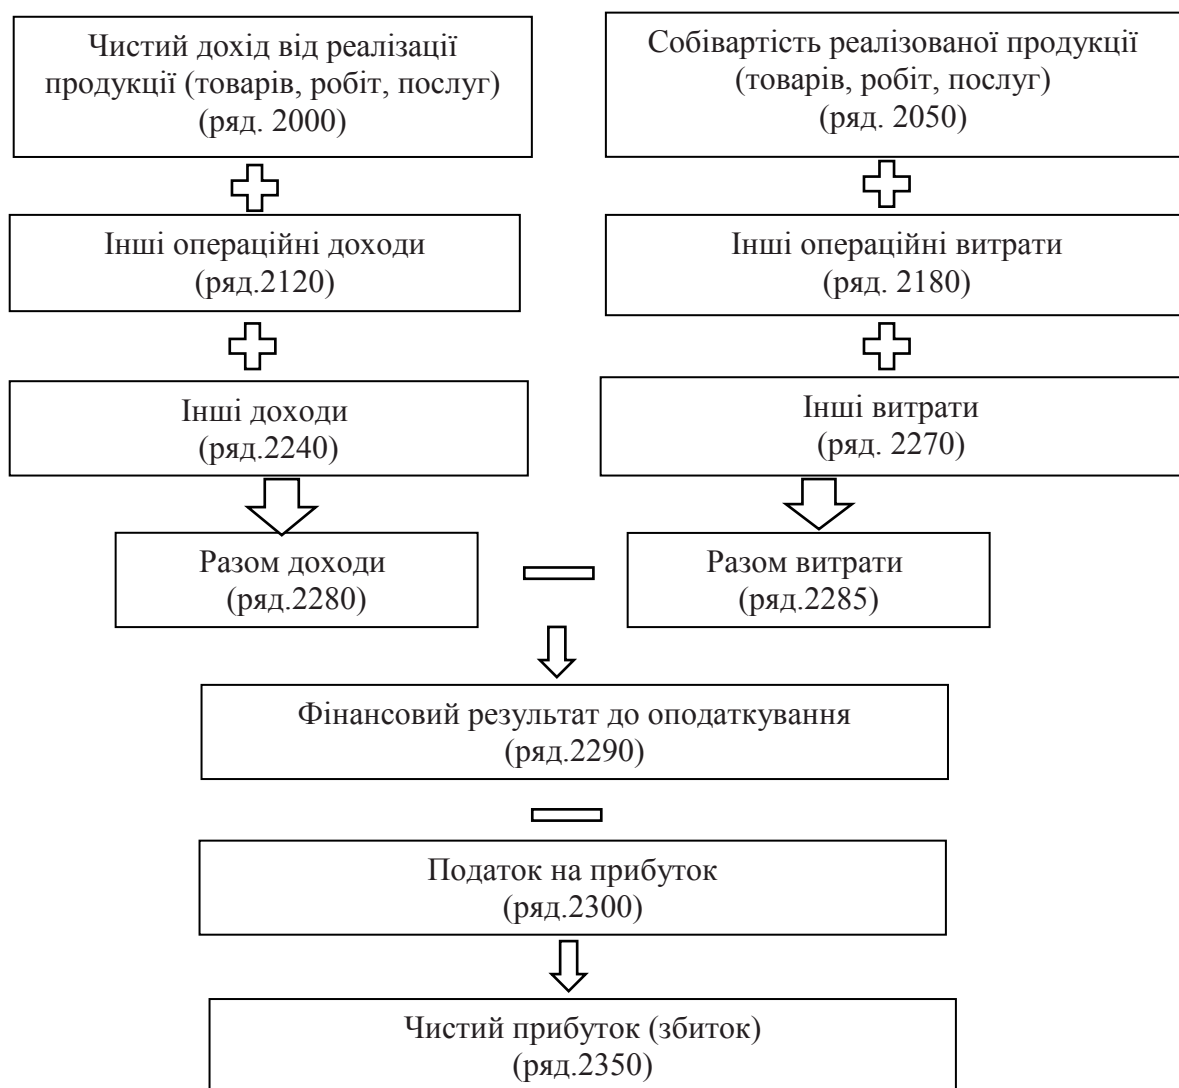 Чистий дохід від реалізації
продукції (товарів, робіт, послуг)
(ряд. 2000)
Собівартість реалізованої продукції
(товарів, робіт, послуг)
(ряд. 2050)
Інші операційні доходи
(ряд.2120)
Інші операційні витрати
(ряд. 2180)
Інші доходи
(ряд.2240)
Інші витрати
(ряд. 2270)
Разом доходи
(ряд.2280)
Разом витрати
(ряд.2285)
Фінансовий результат до оподаткування
(ряд.2290)
Податок на прибуток
(ряд.2300)
Чистий прибуток (збиток)
(ряд.2350)